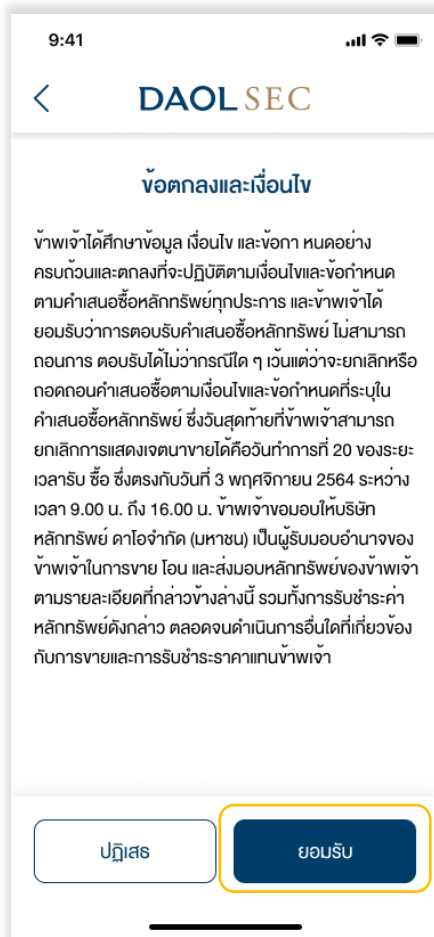 9:41
DAOL SEC
ข้อตกลงและเงื่อนไข
ข้าพเจ้าได้ศึกษาข้อมูล เงื่อนไข และข้อกา หนดอย่าง
ครบถ้วนและตกลงที่จะปฏิบัติตามเงื่อนไขและข้อกำหนด
ตามคำเสนอซื้อหลักทรัพย์ทุกประการ และข้าพเจ้าได้
ยอมรับว่าการตอบรับคำเสนอซื้อหลักทรัพย์ ไม่สามารถ
ถอนการ ตอบรับได้ไม่ว่ากรณีใด ๆ เว้นแต่ว่าจะยกเลิกหรือ
ถอดถอนคำเสนอซื้อตามเงื่อนไขและข้อกำหนดที่ระบุใน
คำเสนอซื้อหลักทรัพย์ ซึ่งวันสุดท้ายที่ข้าพเจ้าสามารถ
ยกเลิกการแสดงเจตนาขายได้คือวันทำการที่ 20 ของระยะ
เวลารับ ซื้อ ซึ่งตรงกับวันที่ 3 พฤศจิกายน 2564 ระหว่าง
เวลา 9.00 น. ถึง 16.00 น. ข้าพเจ้าขอมอบให้บริษัท
หลักทรัพย์ ดาโอจำกัด (มหาชน) เป็นผู้รับมอบอำนาจของ
ข้าพเจ้าในการขาย โอน และส่งมอบหลักทรัพย์ของข้าพเจ้า
ตามรายละเอียดที่กล่าวข้างล่างนี้ รวมทั้งการรับชำระค่า
หลักทรัพย์ดังกล่าว ตลอดจนดำเนินการอื่นใดที่เกี่ยวข้อง
กับการขายและการรับชำระราคาแทนข้าพเจ้า
ปฏิเสธ
ยอมรับ